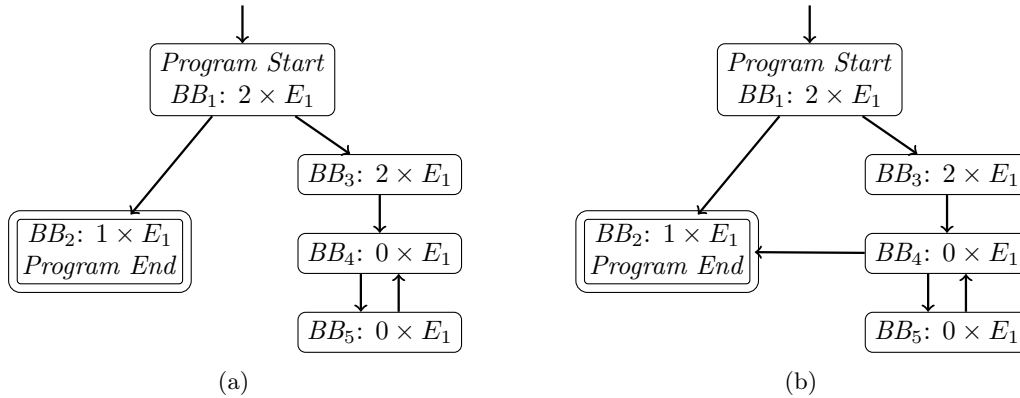 Program Start
BB₁: 2 × E₁
BB₃: 2 × E₁
BB₂: 1 × E₁
Program End
BB₄: 0 × E₁
BB₅: 0 × E₁
(a)
Program Start
BB₁: 2 × E₁
BB₃: 2 × E₁
BB₂: 1 × E₁
Program End
BB₄: 0 × E₁
BB₅: 0 × E₁
(b)